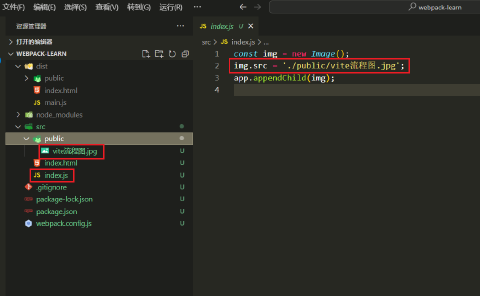 文件(F) 编辑(E) 选择(S) 查看(V) 转到(G) 运行(R) ··· webpack-learn
资源管理器 ···
打开的编辑器
WEBPACK-LEARN
dist
public
index.html
main.js
node_modules
src
public
vite流程图.jpg
index.html U
JS index.js U
.gitignore U
package-lock.json U
package.json U
webpack.config.js U
JS index.js U
src > JS index.js > ...
1 const img = new Image();
2 img.src = './public/vite流程图.jpg';
3 app.appendChild(img);
4